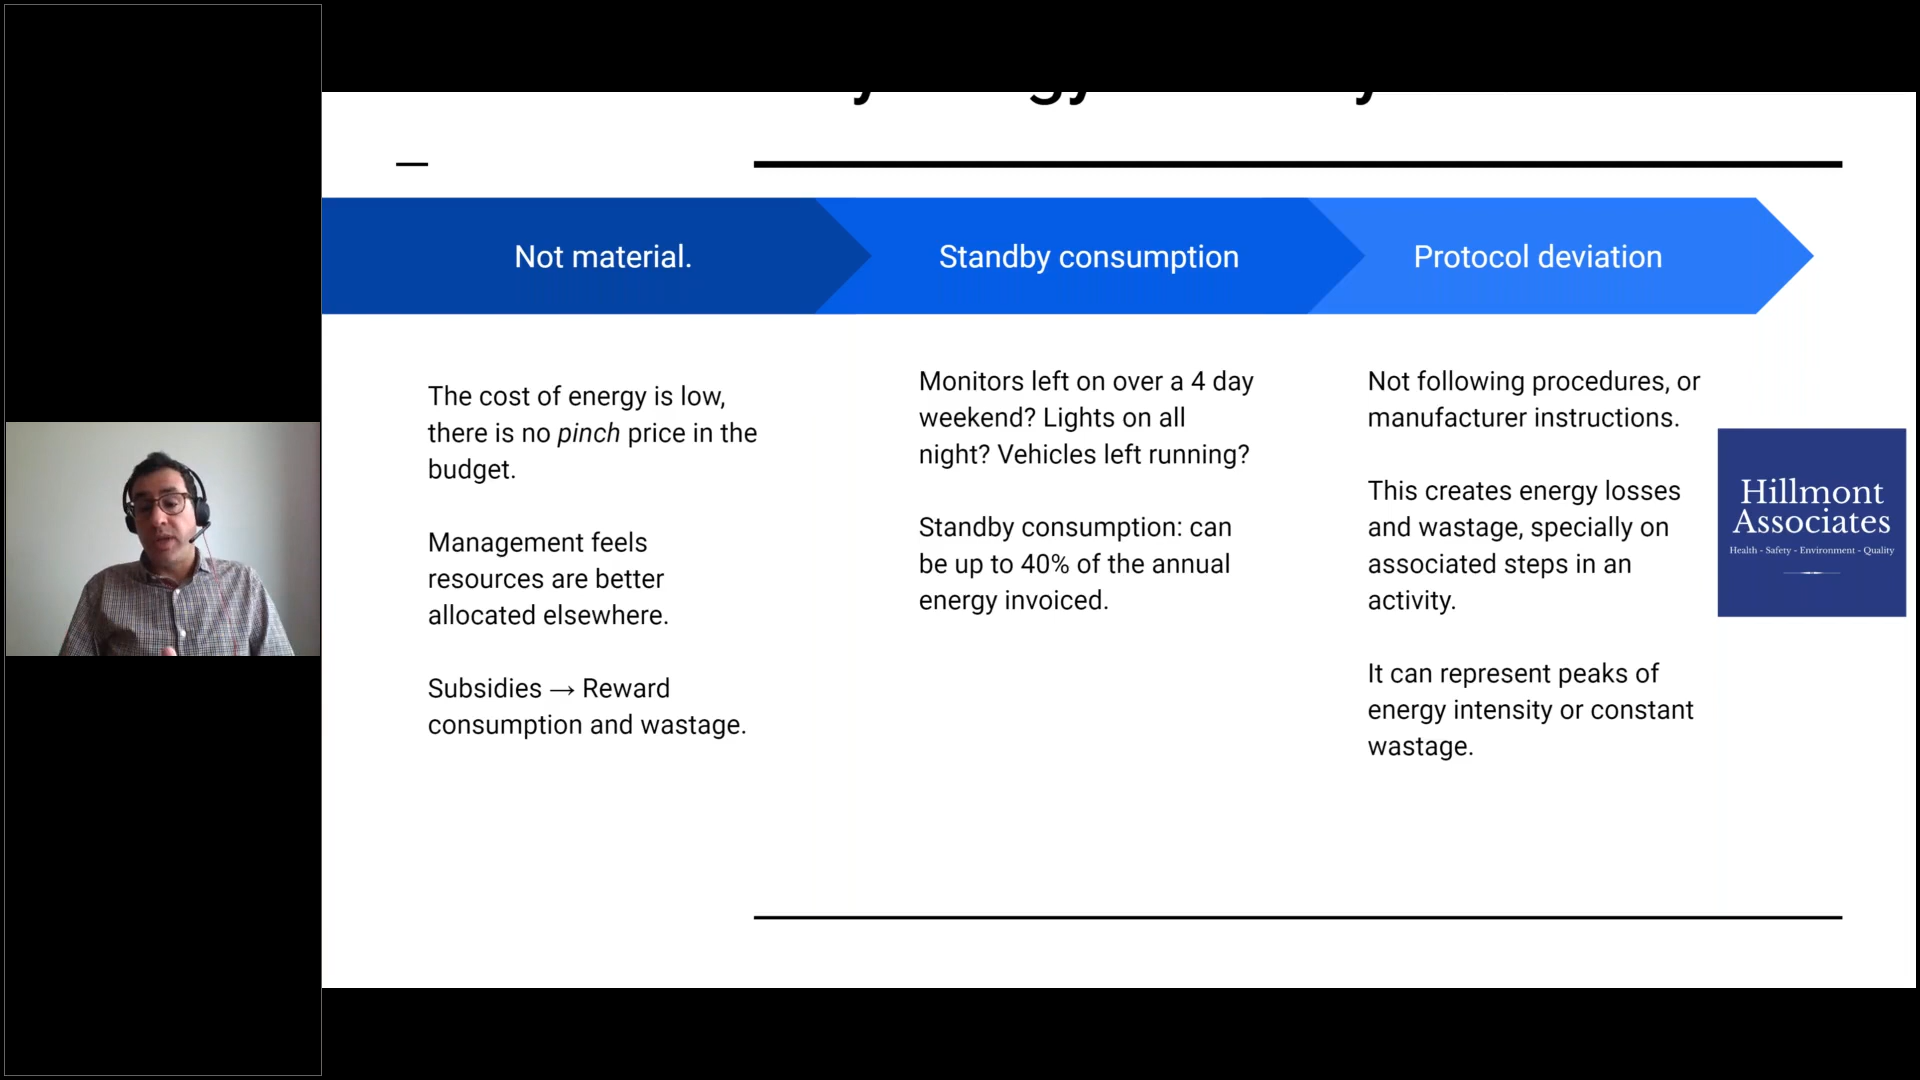 Not material.
Standby consumption
Protocol deviation
The cost of energy is low,
there is no pinch price in the
budget.
Management feels
resources are better
allocated elsewhere.
Subsidies → Reward
consumption and wastage.
Monitors left on over a 4 day
weekend? Lights on all
night? Vehicles left running?
Standby consumption: can
be up to 40% of the annual
energy invoiced.
Not following procedures, or
manufacturer instructions.
This creates energy losses
and wastage, specially on
associated steps in an
activity.
It can represent peaks of
energy intensity or constant
wastage.
Hillmont
Associates
Health - Safety - Environment - Quality